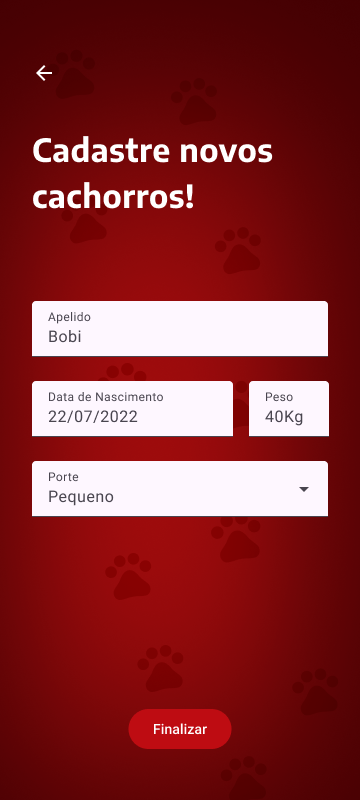 Cadastre novos
cachorros!
Apelido
Bobi
Data de Nascimento
22/07/2022
Peso
40Kg
Porte
Pequeno
Finalizar